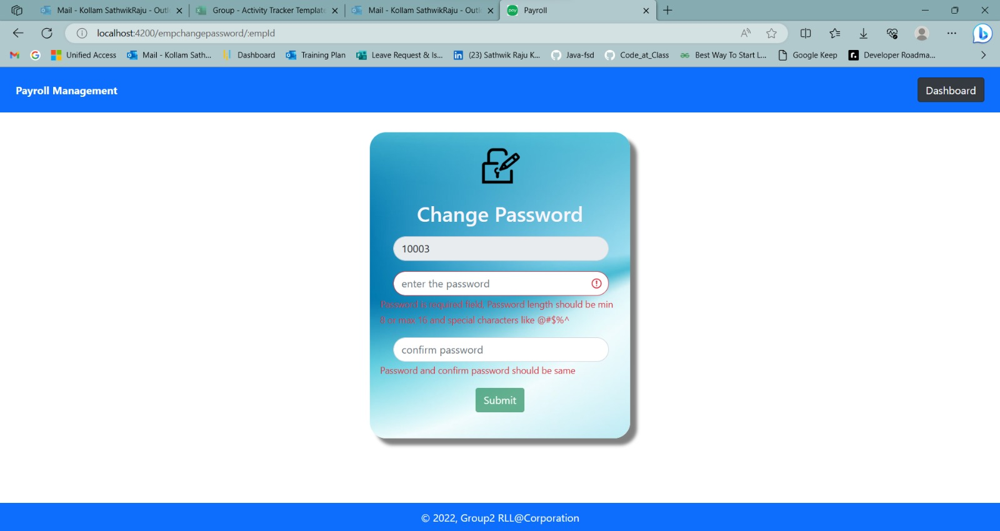 Mail - Kollam SathwikRaju - Outl
Group - Activity Tracker Template
Mail - Kollam SathwikRaju - Outl
pay
Payroll
localhost:4200/empchangepassword/:empId
Unified Access
Mail - Kollam Sath...
Dashboard
Training Plan
Leave Request & Is...
(23) Sathwik Raju K...
Java-fsd
Code_at_Class
Best Way To Start L...
Google Keep
Developer Roadma...
Payroll Management
Dashboard
Change Password
10003
enter the password
Password is required field, Password length should be min
8 or max 16 and special characters like @#$%^
confirm password
Password and confirm password should be same
Submit
© 2022, Group2 RLL@Corporation